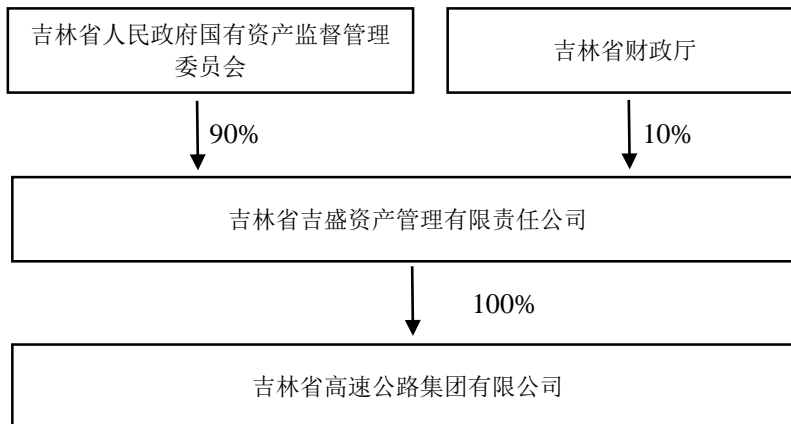 吉林省人民政府国有资产监督管理
委员会
吉林省财政厅
90%
10%
吉林省吉盛资产管理有限责任公司
100%
吉林省高速公路集团有限公司